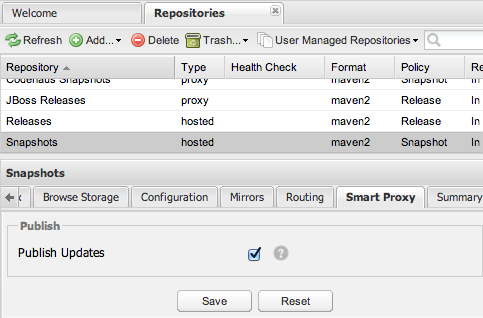 Welcome Repositories
Refresh Add... Delete Trash... User Managed Repositories
Repository Type Health Check Format Policy Re
Codehaus Snapshots proxy maven2 Snapshot In
JBoss Releases proxy maven2 Release In
Releases hosted maven2 Release In
Snapshots hosted maven2 Snapshot In
Snapshots
x Browse Storage Configuration Mirrors Routing Smart Proxy Summary
Publish
Publish Updates ?
Save Reset